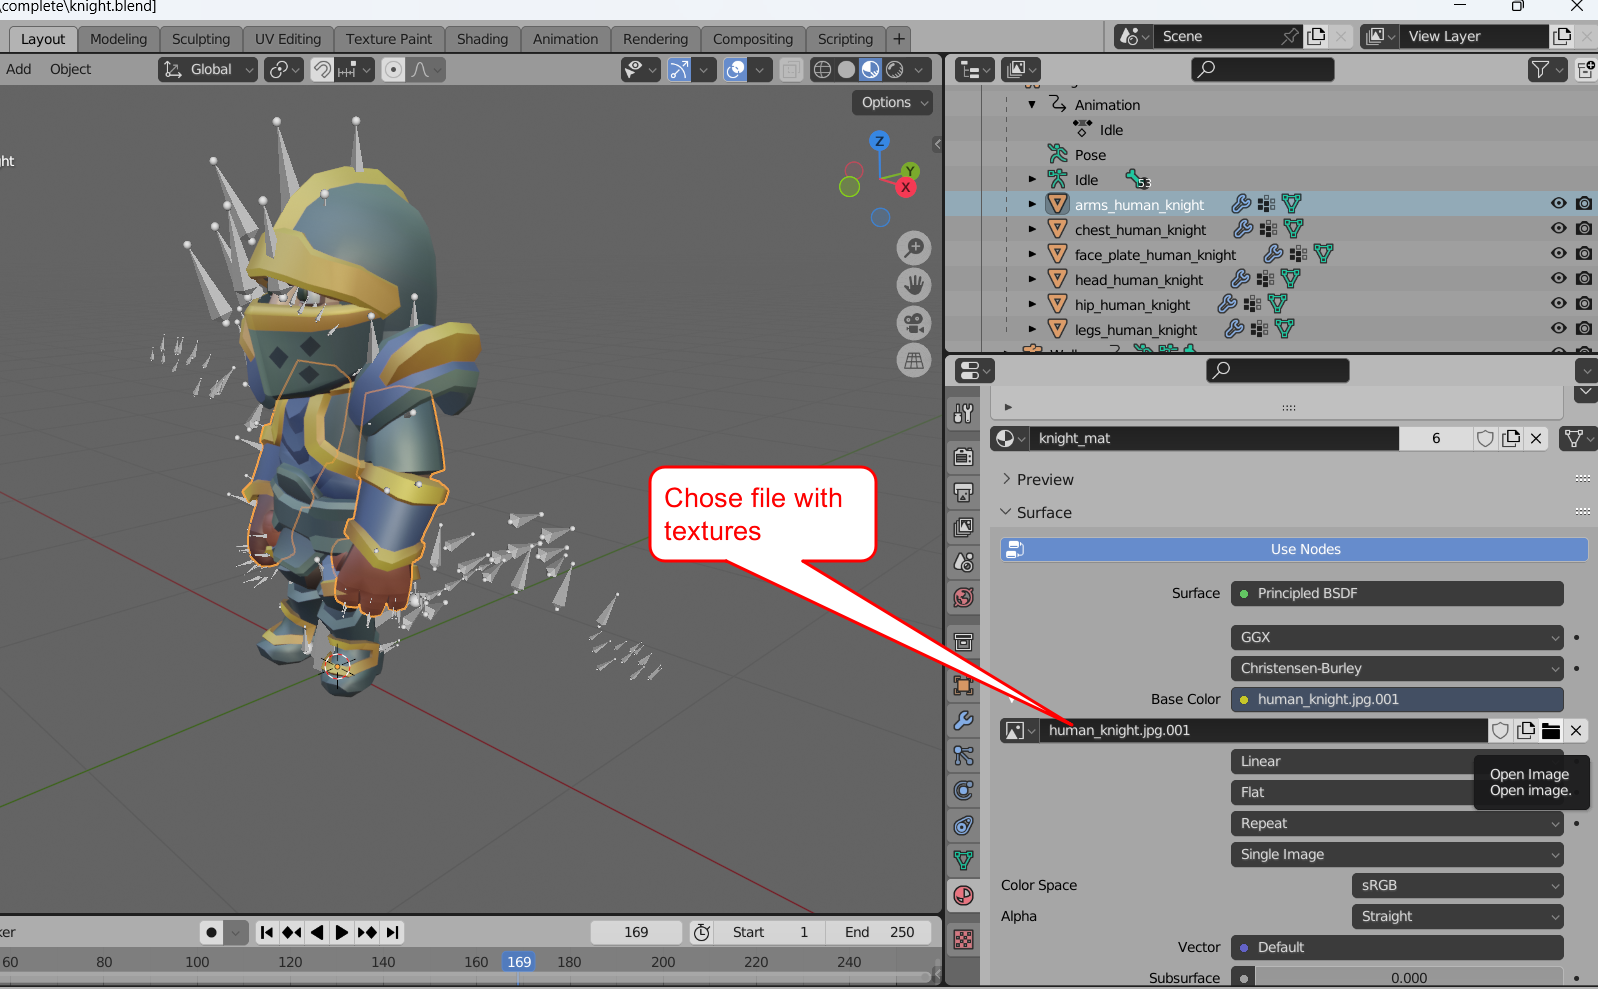 \complete\knight.blend]
Layout Modeling Sculpting UV Editing Texture Paint Shading Animation Rendering Compositing Scripting + Scene View Layer
Add Object Global
Options
ght
Z
Y
X
Animation
Idle
Pose
Idle 53
arms_human_knight
chest_human_knight
face_plate_human_knight
head_human_knight
hip_human_knight
legs_human_knight
knight_mat 6
Preview
Surface
Use Nodes
Surface Principled BSDF
GGX
Christensen-Burley
Base Color human_knight.jpg.001
human_knight.jpg.001
Linear
Flat
Repeat
Single Image
Color Space sRGB
Alpha Straight
Vector Default
Subsurface 0.000
Open Image
Open image.
Chose file with
textures
ker 169 Start 1 End 250
60 80 100 120 140 160 169 180 200 220 240